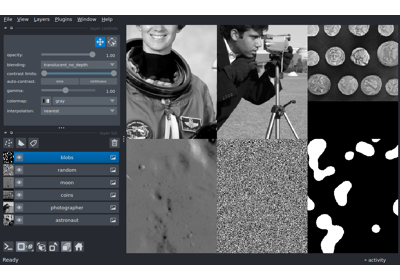 File View Layers Plugins Window Help
opacity: 1.00
blending: translucent_no_depth
contrast limits:
auto-contrast: once continuous
gamma: 1.00
colormap: gray
interpolation: nearest
blobs
random
moon
coins
photographer
astronaut
Ready activity